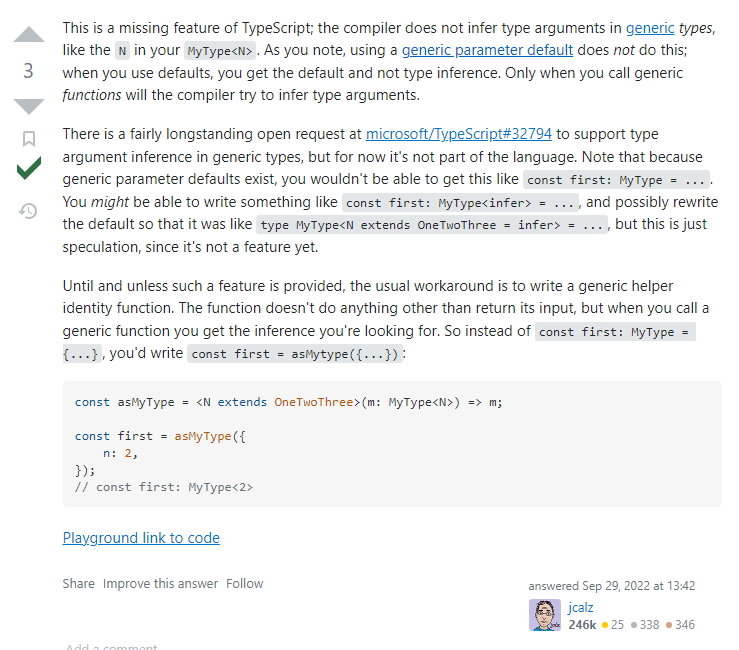 This is a missing feature of TypeScript; the compiler does not infer type arguments in generic types,
like the N in your MyType<N>. As you note, using a generic parameter default does not do this;
when you use defaults, you get the default and not type inference. Only when you call generic
functions will the compiler try to infer type arguments.
3
There is a fairly longstanding open request at microsoft/TypeScript#32794 to support type
argument inference in generic types, but for now it's not part of the language. Note that because
generic parameter defaults exist, you wouldn't be able to get this like const first: MyType = ... .
You might be able to write something like const first: MyType<infer> = ... , and possibly rewrite
the default so that it was like type MyType<N extends OneTwoThree = infer> = ... , but this is just
speculation, since it's not a feature yet.
Until and unless such a feature is provided, the usual workaround is to write a generic helper
identity function. The function doesn't do anything other than return its input, but when you call a
generic function you get the inference you're looking for. So instead of const first: MyType =
{...} , you'd write const first = asMytype({...}) :
const asMyType = <N extends OneTwoThree>(m: MyType<N>) => m;
const first = asMyType({
n: 2,
});
// const first: MyType<2>
Playground link to code
Share Improve this answer Follow
answered Sep 29, 2022 at 13:42
jcalz
246k 25 338 346
Add a comment